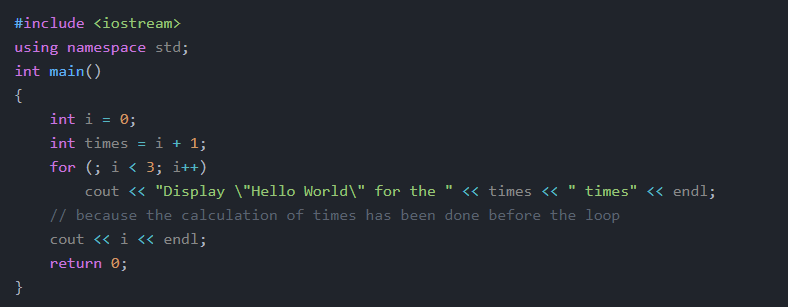 #include <iostream>
using namespace std;
int main()
{
    int i = 0;
    int times = i + 1;
    for (; i < 3; i++)
        cout << "Display \"Hello World\" for the " << times << " times" << endl;
    // because the calculation of times has been done before the loop
    cout << i << endl;
    return 0;
}